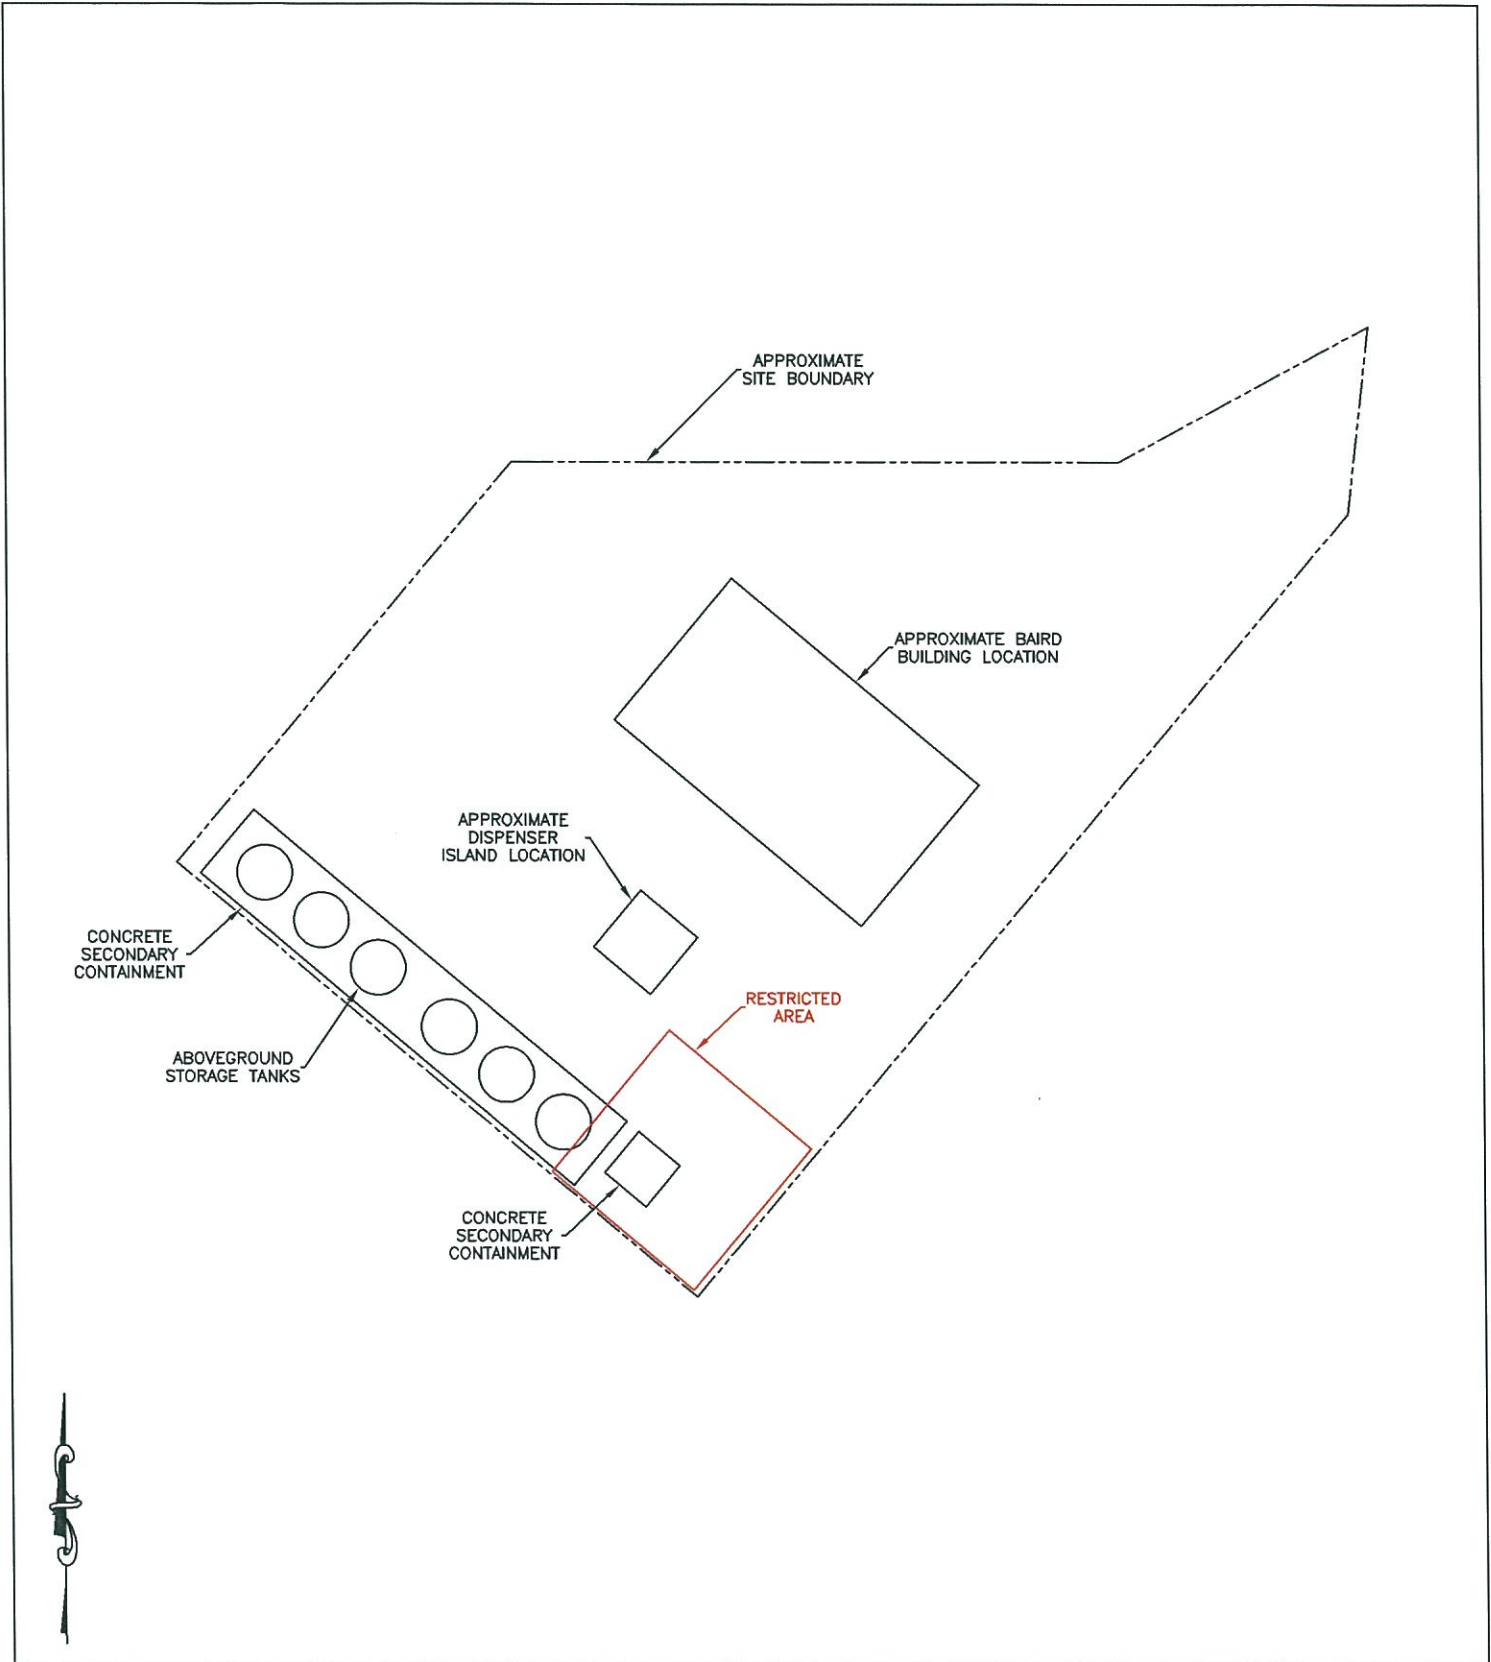 APPROXIMATE
SITE BOUNDARY
APPROXIMATE BAIRD
BUILDING LOCATION
APPROXIMATE
DISPENSER
ISLAND LOCATION
CONCRETE
SECONDARY
CONTAINMENT
RESTRICTED
AREA
ABOVEGROUND
STORAGE TANKS
CONCRETE
SECONDARY
CONTAINMENT